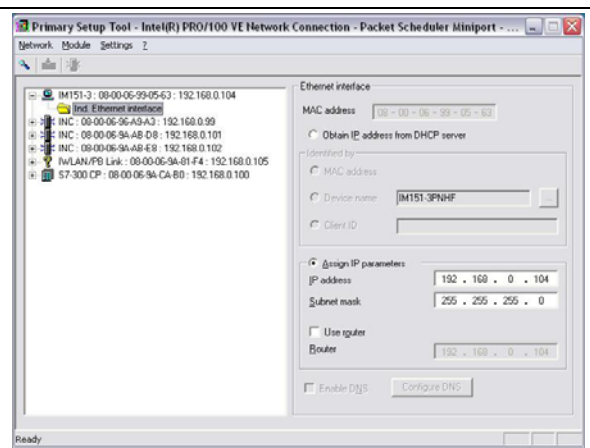 Primary Setup Tool - Intel(R) PRO/100 VE Network Connection - Packet Scheduler Miniport - ...
Network Module Settings ?
IM151-3 : 08-00-06-99-05-63 : 192.168.0.104
Ind. Ethernet interface
INC : 08-00-06-96-A9-A3 : 192.168.0.99
INC : 08-00-06-9A-AB-D8 : 192.168.0.101
INC : 08-00-06-9A-AB-E8 : 192.168.0.102
IWLAN/PB Link : 08-00-06-9A-81-F4 : 192.168.0.105
S7-300 CP : 08-00-06-9A-CA-B0 : 192.168.0.100
Ethernet interface
MAC address 08 - 00 - 06 - 99 - 05 - 63
Obtain IP address from DHCP server
Identified by
MAC address
Device name IM151-3PNHF ...
Client ID
Assign IP parameters
IP address 192 . 168 . 0 . 104
Subnet mask 255 . 255 . 255 . 0
Use router
Router 192 . 168 . 0 . 104
Enable DNS Configure DNS
Ready